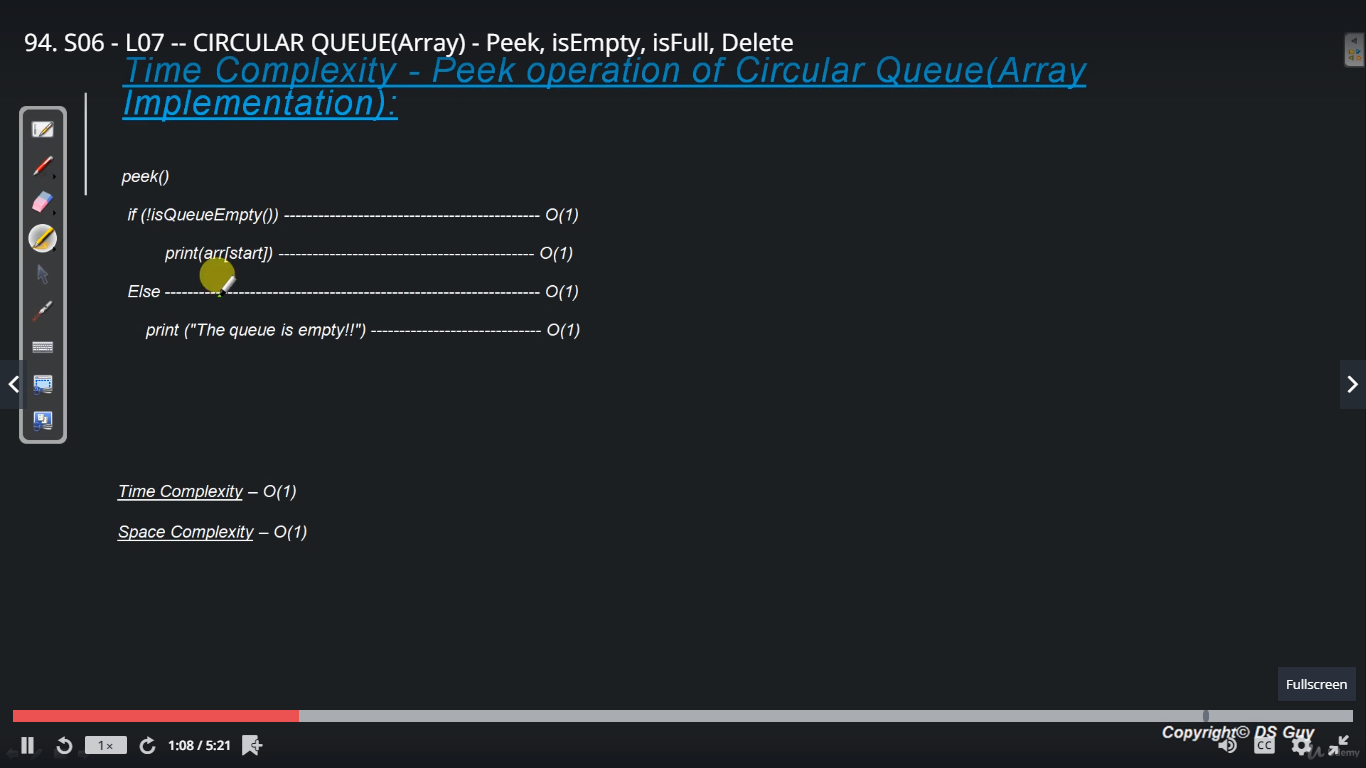 94. S06 - L07 -- CIRCULAR QUEUE(Array) - Peek, isEmpty, isFull, Delete
Time Complexity - Peek operation of Circular Queue(Array
Implementation):
peek()
if (!isQueueEmpty()) --------------------------------------------- O(1)
print(arr[start]) --------------------------------------------- O(1)
Else ------------------------------------------------------------------ O(1)
print ("The queue is empty!!") ------------------------------ O(1)
Time Complexity – O(1)
Space Complexity – O(1)
Fullscreen
Copyright© DS Guy
1x
1:08 / 5:21
CC